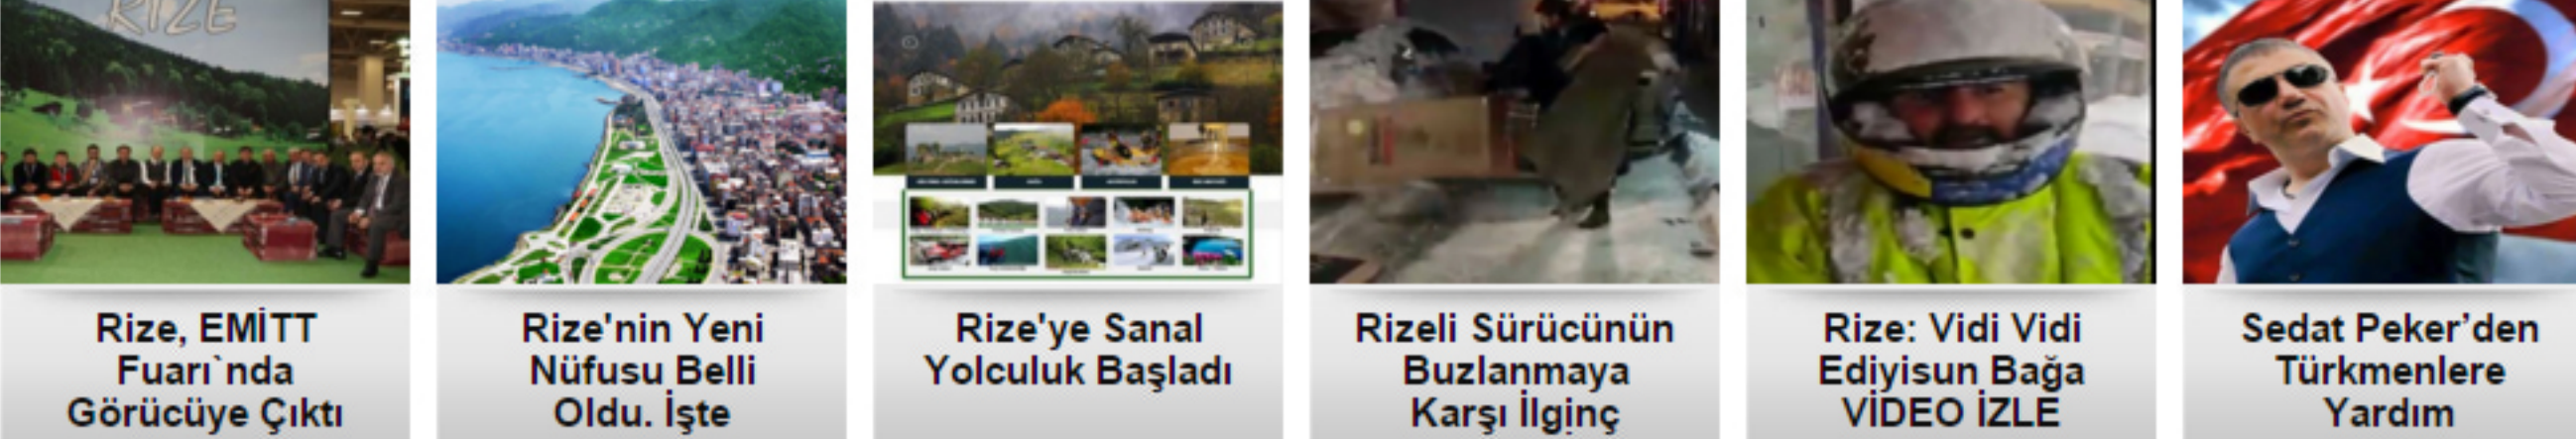 RIZE
Rize, EMİTT
Fuarı`nda
Görücüye Çıktı
Rize'nin Yeni
Nüfusu Belli
Oldu. İşte
Rize'ye Sanal
Yolculuk Başladı
Rizeli Sürücünün
Buzlanmaya
Karşı İlginç
Rize: Vidi Vidi
Ediyisun Bağa
VİDEO İZLE
Sedat Peker’den
Türkmenlere
Yardım